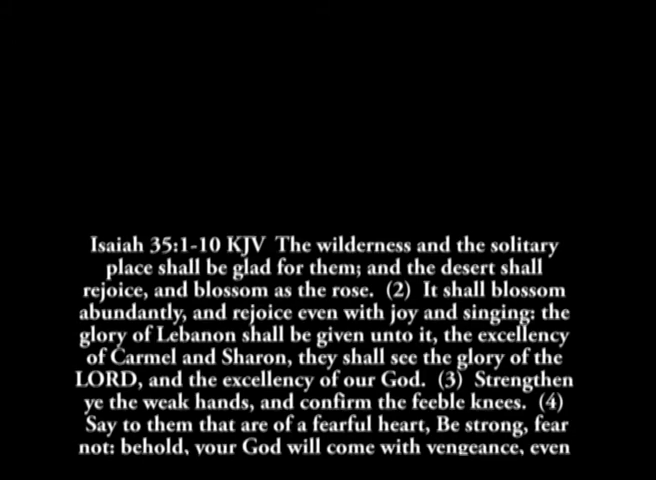 Isaiah 35:1-10 KJV The wilderness and the solitary
place shall be glad for them; and the desert shall
rejoice, and blossom as the rose. (2) It shall blossom
abundantly, and rejoice even with joy and singing: the
glory of Lebanon shall be given unto it, the excellency
of Carmel and Sharon, they shall see the glory of the
LORD, and the excellency of our God. (3) Strengthen
ye the weak hands, and confirm the feeble knees. (4)
Say to them that are of a fearful heart, Be strong, fear
not: behold, your God will come with vengeance, even